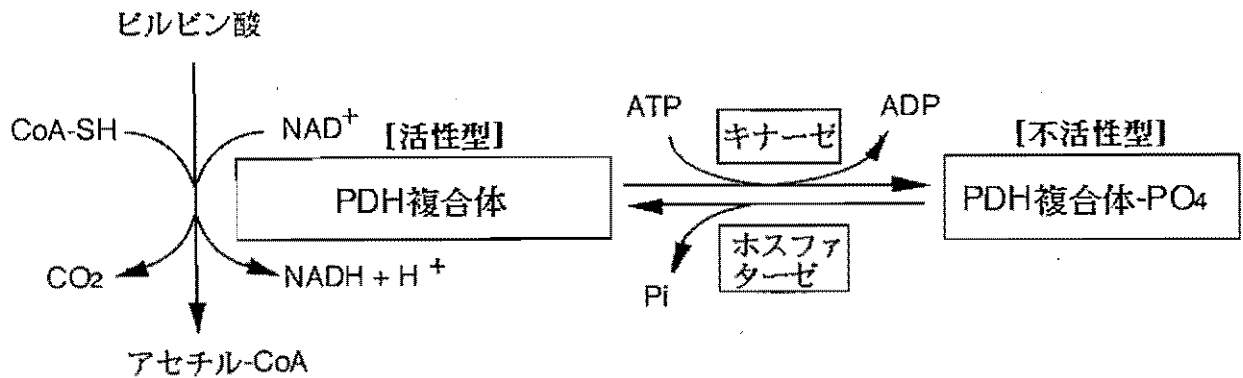 ピルビン酸
CoA-SH
NAD+
[活性型]
ATP
キナーゼ
ADP
[不活性型]
PDH複合体
PDH複合体-PO4
CO2
NADH + H +
Pi
ホスファ
ターゼ
アセチル-CoA